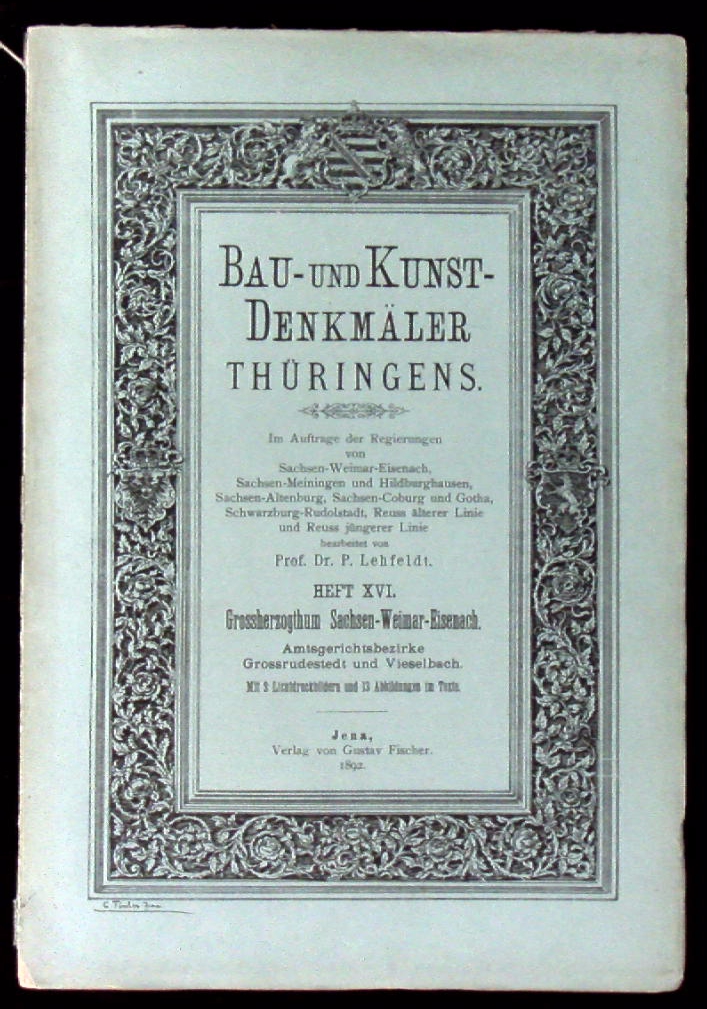 BAU- UND KUNST-
DENKMÄLER
THÜRINGENS.
Im Auftrage der Regierungen
von
Sachsen-Weimar-Eisenach,
Sachsen-Meiningen und Hildburghausen,
Sachsen-Altenburg, Sachsen-Coburg und Gotha,
Schwarzburg-Rudolstadt, Reuss älterer Linie
und Reuss jüngerer Linie
bearbeitet von
Prof. Dr. P. Lehfeldt.
HEFT XVI.
Grossherzogthum Sachsen-Weimar-Eisenach.
Amtsgerichtsbezirke
Grossrudestedt und Vieselbach.
Mit 2 Lichtdruckbildern und 13 Abbildungen im Texte.
Jena,
Verlag von Gustav Fischer.
1892.